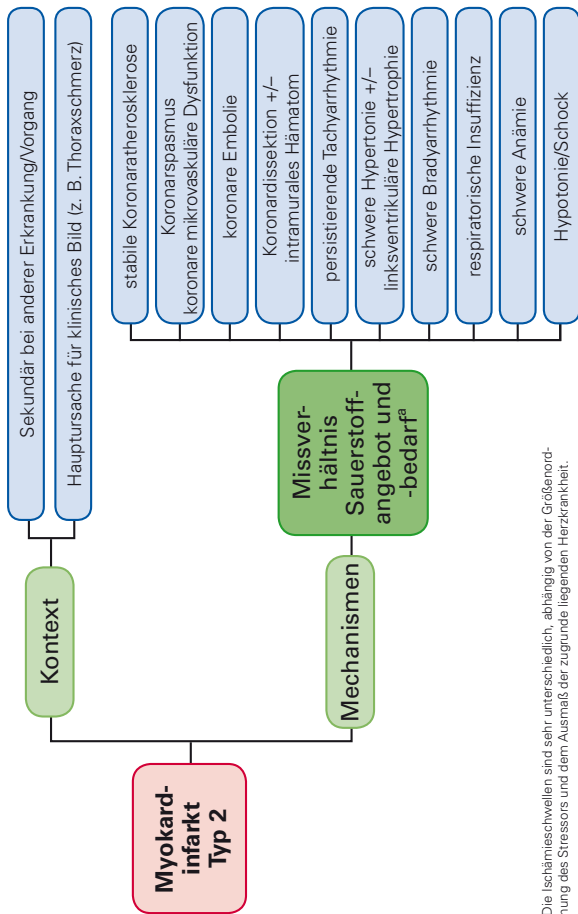 Myokard-
infarkt
Typ 2
Kontext
Sekundär bei anderer Erkrankung/Vorgang
Hauptursache für klinisches Bild (z. B. Thoraxschmerz)
Mechanismen
Missver-
hältnis
Sauerstoff-
angebot und
-bedarfª
stabile Koronaratherosklerose
Koronarspasmus
koronare mikrovaskuläre Dysfunktion
koronare Embolie
Koronardissektion +/–
intramurales Hämatom
persistierende Tachyarrhythmie
schwere Hypertonie +/–
linksventrikuläre Hypertrophie
schwere Bradyarrhythmie
respiratorische Insuffizienz
schwere Anämie
Hypotonie/Schock
Die Ischämieschwellen sind sehr unterschiedlich, abhängig von der Größenord-
nung des Stressors und dem Ausmaß der zugrunde liegenden Herzkrankheit.